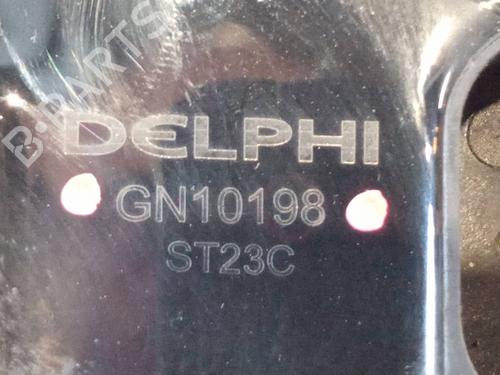 B-PARTS
DELPHI
GN10198
ST23C